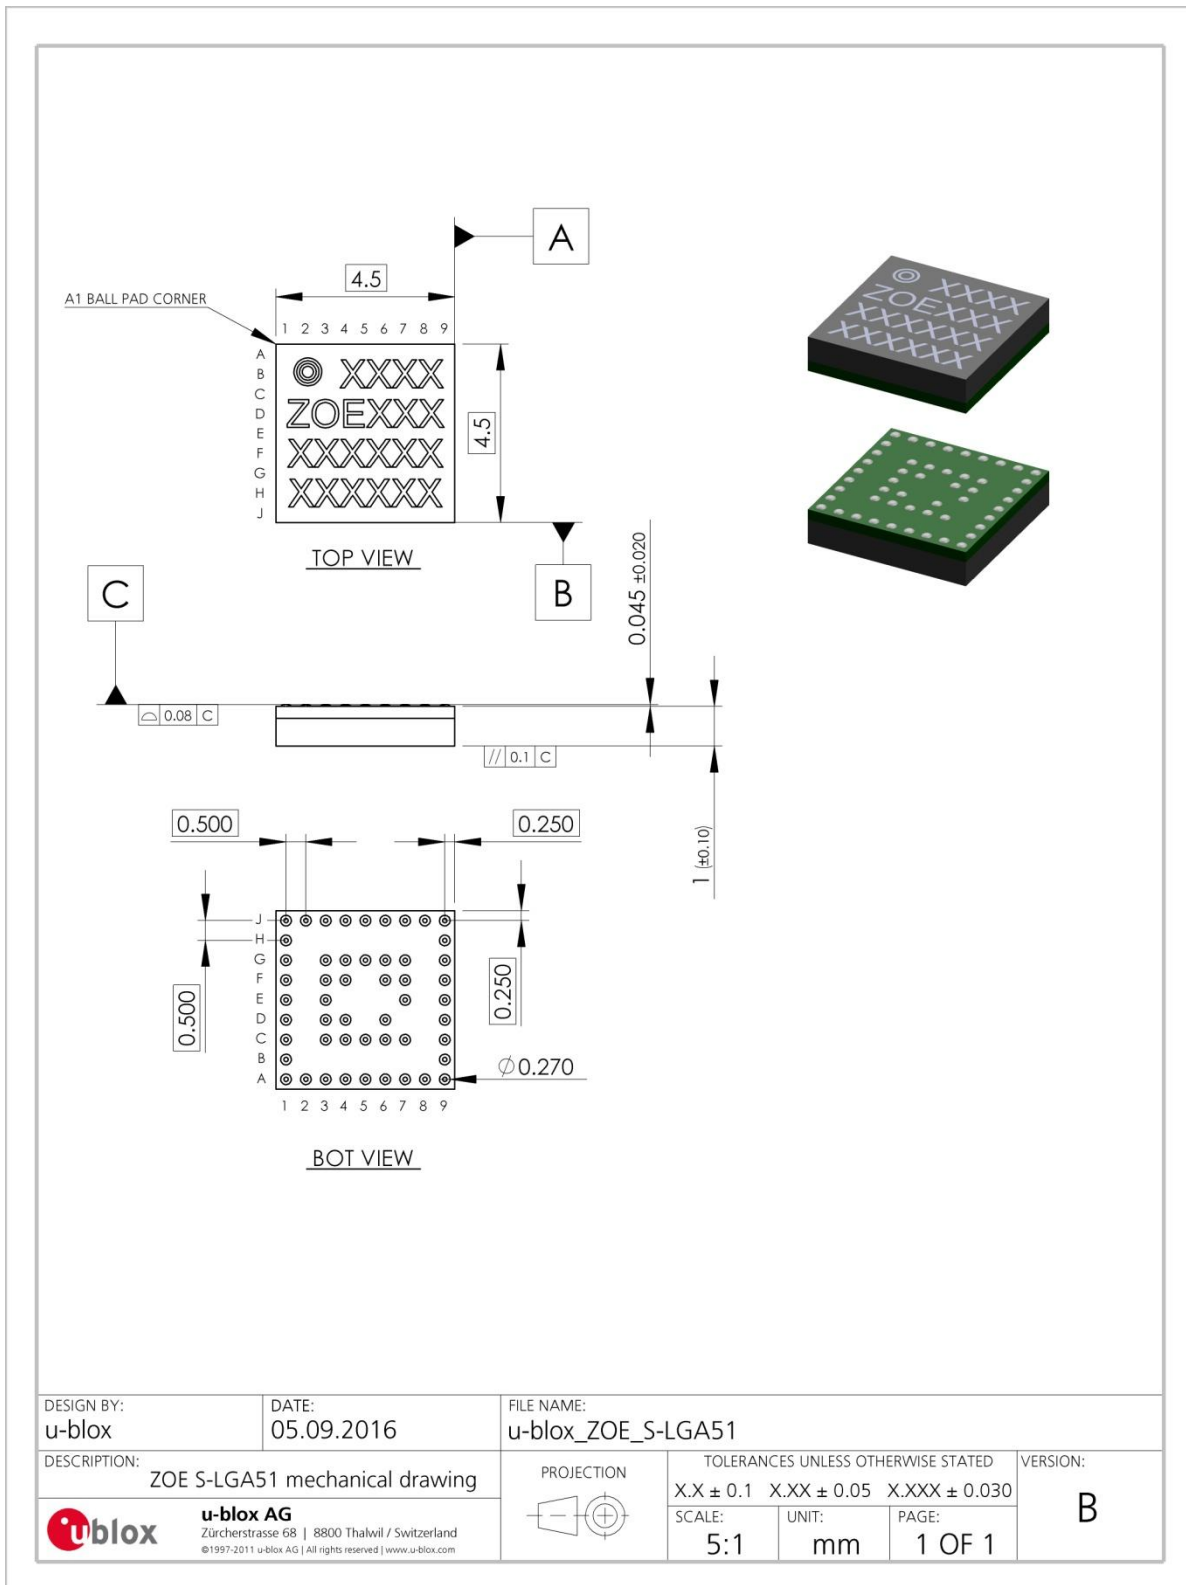 A
4.5
A1 BALL PAD CORNER
1 2 3 4 5 6 7 8 9
A
B
C
D
E
F
G
H
J
XXXX
ZOEXXX
XXXXXX
XXXXXX
4.5
XXXX
ZOEXXX
XXXXXX
XXXXXX
TOP VIEW
B
C
0.045 ±0.020
⌓ 0.08 C
// 0.1 C
1 (±0.10)
0.500
0.250
J
H
G
F
E
D
C
B
A
0.500
0.250
∅0.270
1 2 3 4 5 6 7 8 9
BOT VIEW
DESIGN BY:
u-blox
DATE:
05.09.2016
FILE NAME:
u-blox_ZOE_S-LGA51
DESCRIPTION:
ZOE S-LGA51 mechanical drawing
PROJECTION
TOLERANCES UNLESS OTHERWISE STATED
X.X ± 0.1 X.XX ± 0.05 X.XXX ± 0.030
VERSION:
B
SCALE:
5:1
UNIT:
mm
PAGE:
1 OF 1
ublox
u-blox AG
Zürcherstrasse 68 | 8800 Thalwil / Switzerland
©1997-2011 u-blox AG | All rights reserved | www.u-blox.com